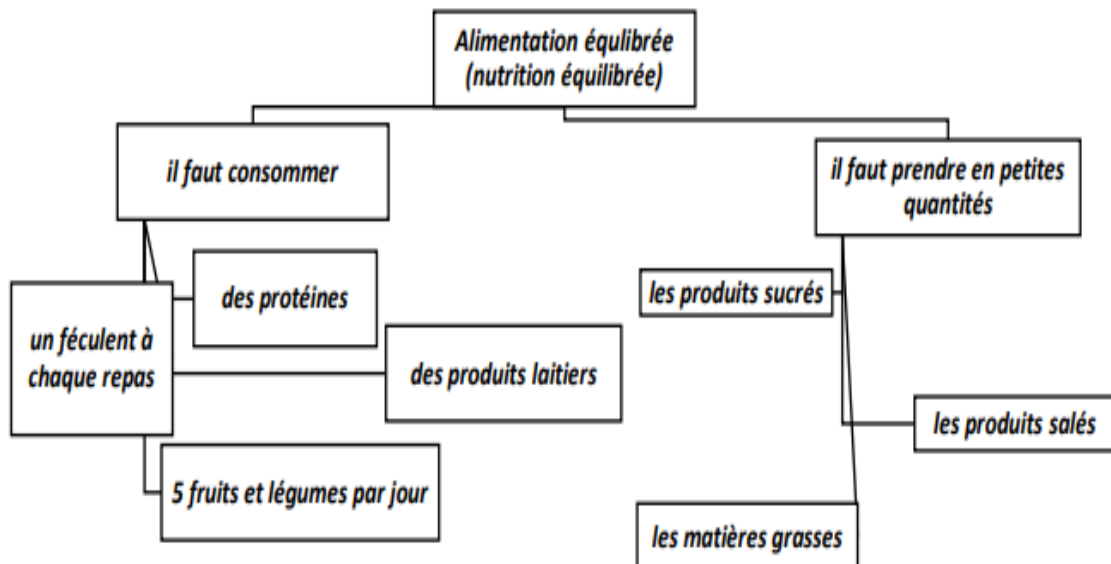 Alimentation équlibrée
(nutrition équilibrée)
il faut consommer
des protéines
un féculent à
chaque repas
des produits laitiers
5 fruits et légumes par jour
il faut prendre en petites
quantités
les produits sucrés
les produits salés
les matières grasses